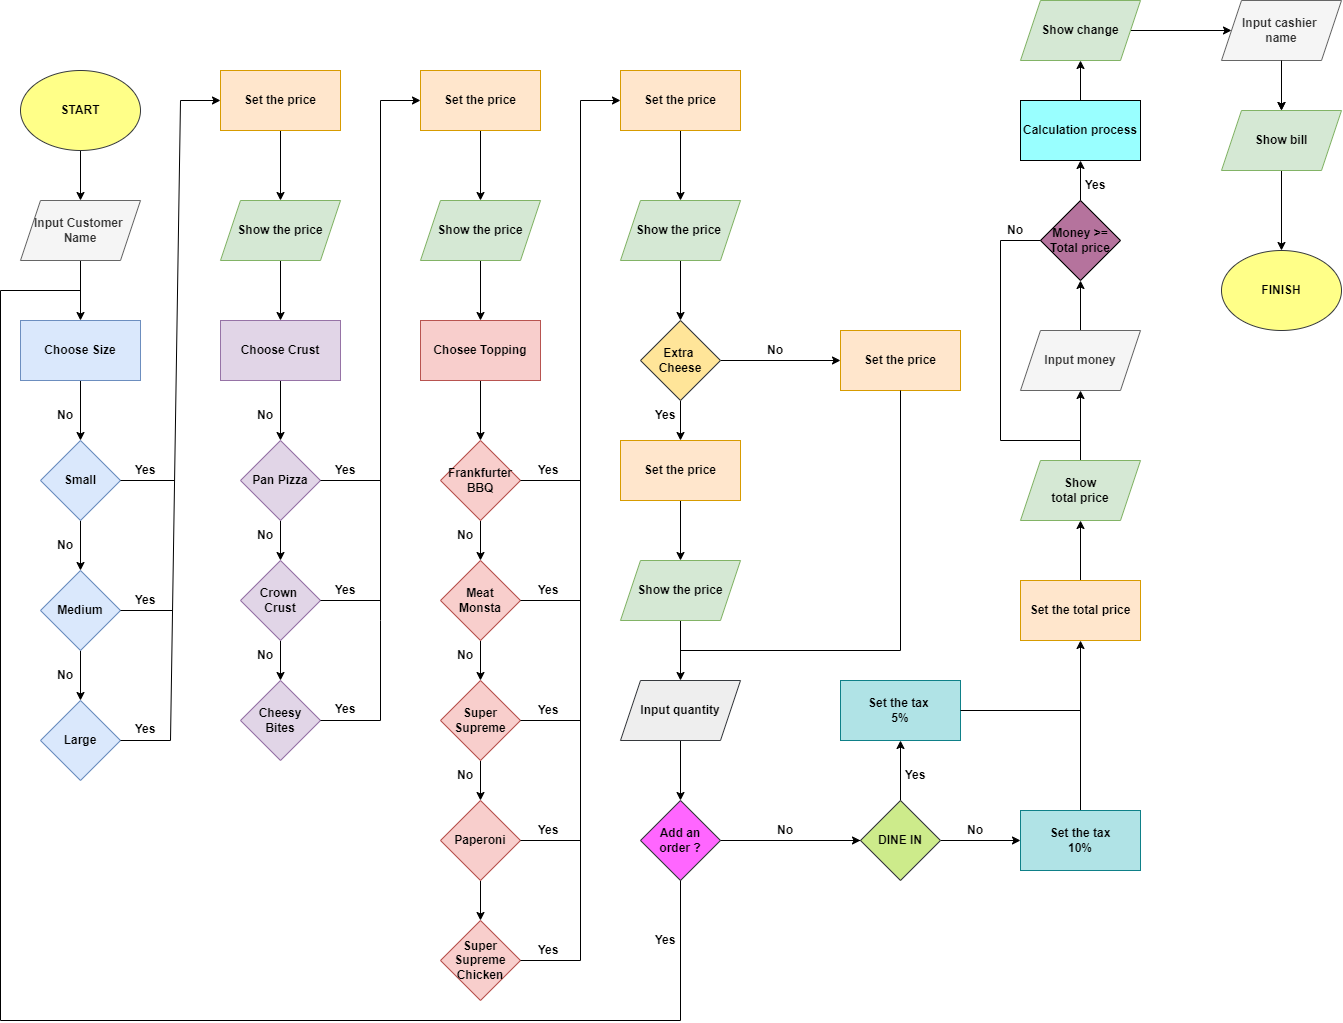 START
Input Customer
Name
Choose Size
No
Small
Yes
No
Medium
Yes
No
Large
Yes
Set the price
Show the price
Choose Crust
No
Pan Pizza
Yes
No
Crown
Crust
Yes
No
Cheesy
Bites
Yes
Set the price
Show the price
Chosee Topping
Frankfurter
BBQ
Yes
No
Meat
Monsta
Yes
No
Super
Supreme
Yes
No
Paperoni
Yes
Super
Supreme
Chicken
Yes
Set the price
Show the price
Extra
Cheese
No
Set the price
Yes
Set the price
Show the price
Input quantity
Add an
order ?
Yes
No
DINE IN
Yes
Set the tax
5%
No
Set the tax
10%
Set the total price
Show
total price
Input money
Money >=
Total price
No
Yes
Calculation process
Show change
Input cashier
name
Show bill
FINISH